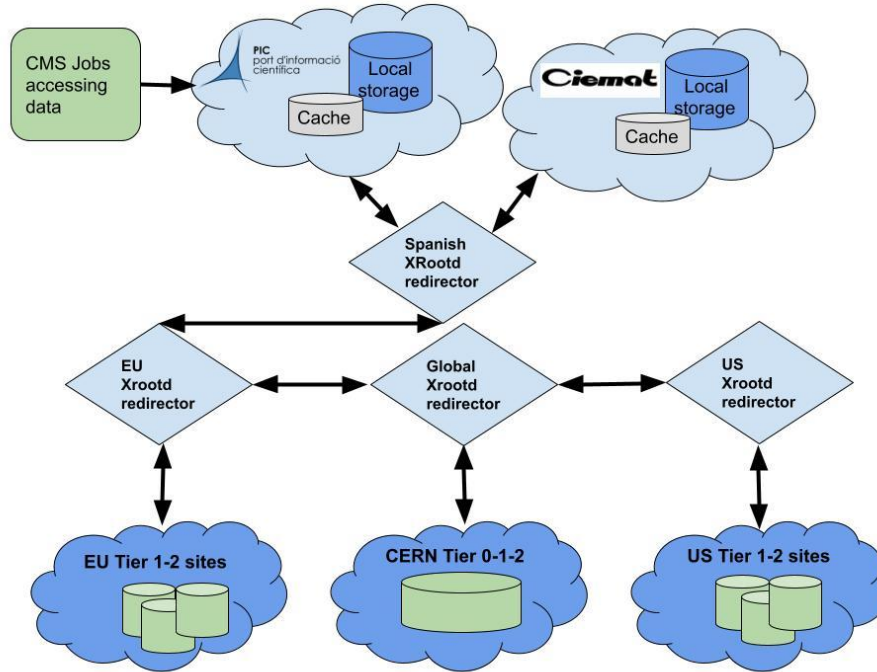 CMS Jobs
accessing
data
PIC
port d'informació
científica
Local
storage
Cache
Ciemat
Local
storage
Cache
Spanish
XRootd
redirector
EU
Xrootd
redirector
Global
Xrootd
redirector
US
Xrootd
redirector
EU Tier 1-2 sites
CERN Tier 0-1-2
US Tier 1-2 sites